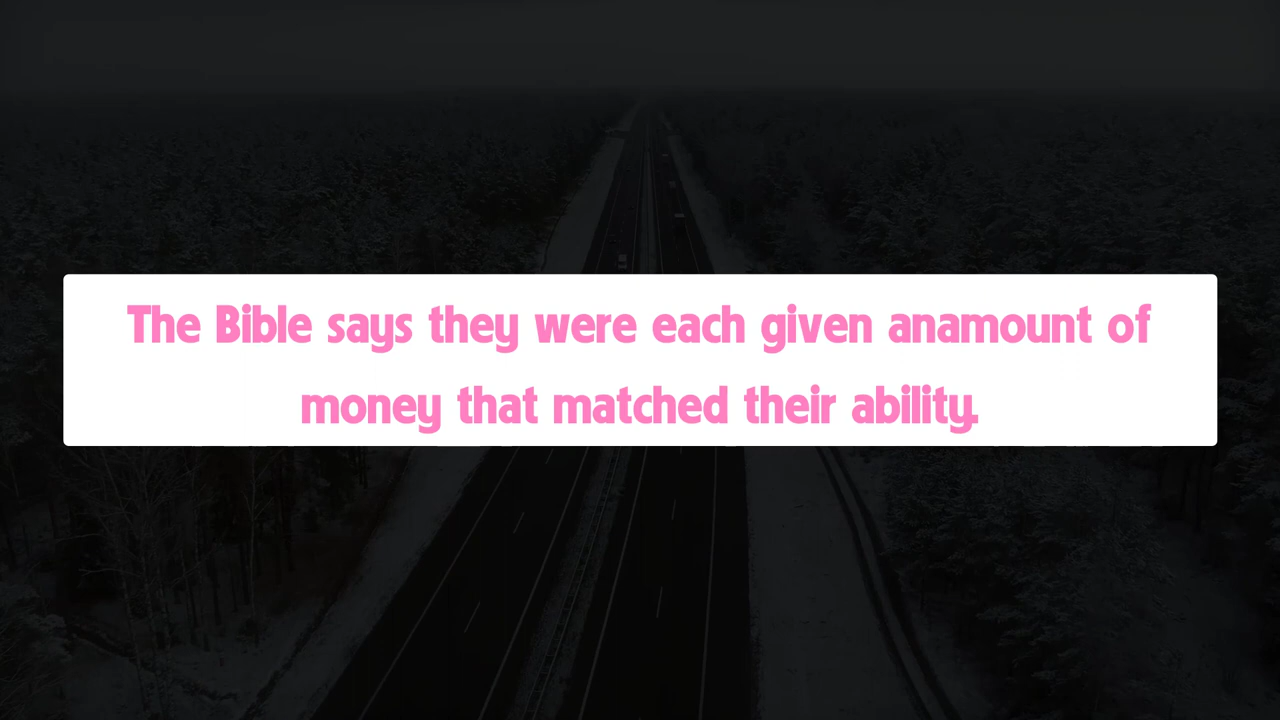 The Bible says they were each given anamount of
money that matched their ability.